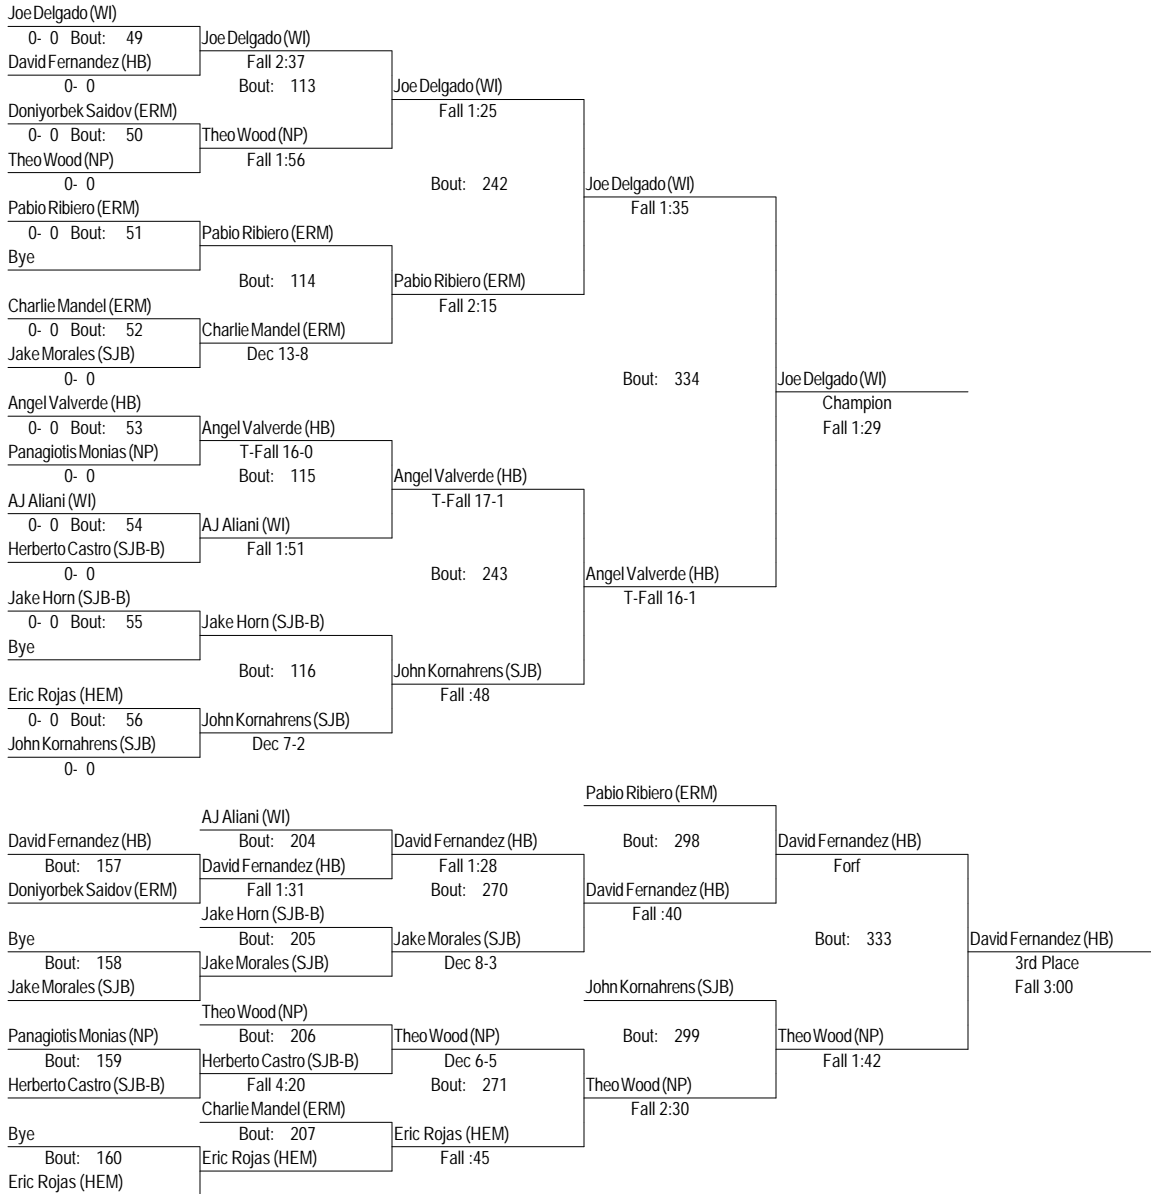 Joe Delgado (WI)
0- 0 Bout: 49 Joe Delgado (WI)
David Fernandez (HB) Fall 2:37
0- 0 Bout: 113 Joe Delgado (WI)
Doniyorbek Saidov (ERM) Fall 1:25
0- 0 Bout: 50 Theo Wood (NP)
Theo Wood (NP) Fall 1:56
0- 0 Bout: 242 Joe Delgado (WI)
Pabio Ribiero (ERM) Fall 1:35
0- 0 Bout: 51 Pabio Ribiero (ERM)
Bye
Bout: 114 Pabio Ribiero (ERM)
Charlie Mandel (ERM) Fall 2:15
0- 0 Bout: 52 Charlie Mandel (ERM)
Jake Morales (SJB) Dec 13-8
0- 0 Bout: 334 Joe Delgado (WI)
Angel Valverde (HB) Champion
0- 0 Bout: 53 Angel Valverde (HB) Fall 1:29
Panagiotis Monias (NP) T-Fall 16-0
0- 0 Bout: 115 Angel Valverde (HB)
AJ Aliani (WI) T-Fall 17-1
0- 0 Bout: 54 AJ Aliani (WI)
Herberto Castro (SJB-B) Fall 1:51
0- 0 Bout: 243 Angel Valverde (HB)
Jake Horn (SJB-B) T-Fall 16-1
0- 0 Bout: 55 Jake Horn (SJB-B)
Bye
Bout: 116 John Kornahrens (SJB)
Eric Rojas (HEM) Fall :48
0- 0 Bout: 56 John Kornahrens (SJB)
John Kornahrens (SJB) Dec 7-2
0- 0
Pabio Ribiero (ERM)
AJ Aliani (WI)
David Fernandez (HB) Bout: 204 David Fernandez (HB) Bout: 298 David Fernandez (HB)
Bout: 157 David Fernandez (HB) Fall 1:28 Forf
Doniyorbek Saidov (ERM) Fall 1:31 Bout: 270 David Fernandez (HB)
Jake Horn (SJB-B) Fall :40
Bye Bout: 205 Jake Morales (SJB) Bout: 333 David Fernandez (HB)
Bout: 158 Jake Morales (SJB) Dec 8-3 3rd Place
Jake Morales (SJB) John Kornahrens (SJB) Fall 3:00
Theo Wood (NP)
Panagiotis Monias (NP) Bout: 206 Theo Wood (NP) Bout: 299 Theo Wood (NP)
Bout: 159 Herberto Castro (SJB-B) Dec 6-5 Fall 1:42
Herberto Castro (SJB-B) Fall 4:20 Bout: 271 Theo Wood (NP)
Charlie Mandel (ERM) Fall 2:30
Bye Bout: 207 Eric Rojas (HEM)
Bout: 160 Eric Rojas (HEM) Fall :45
Eric Rojas (HEM)